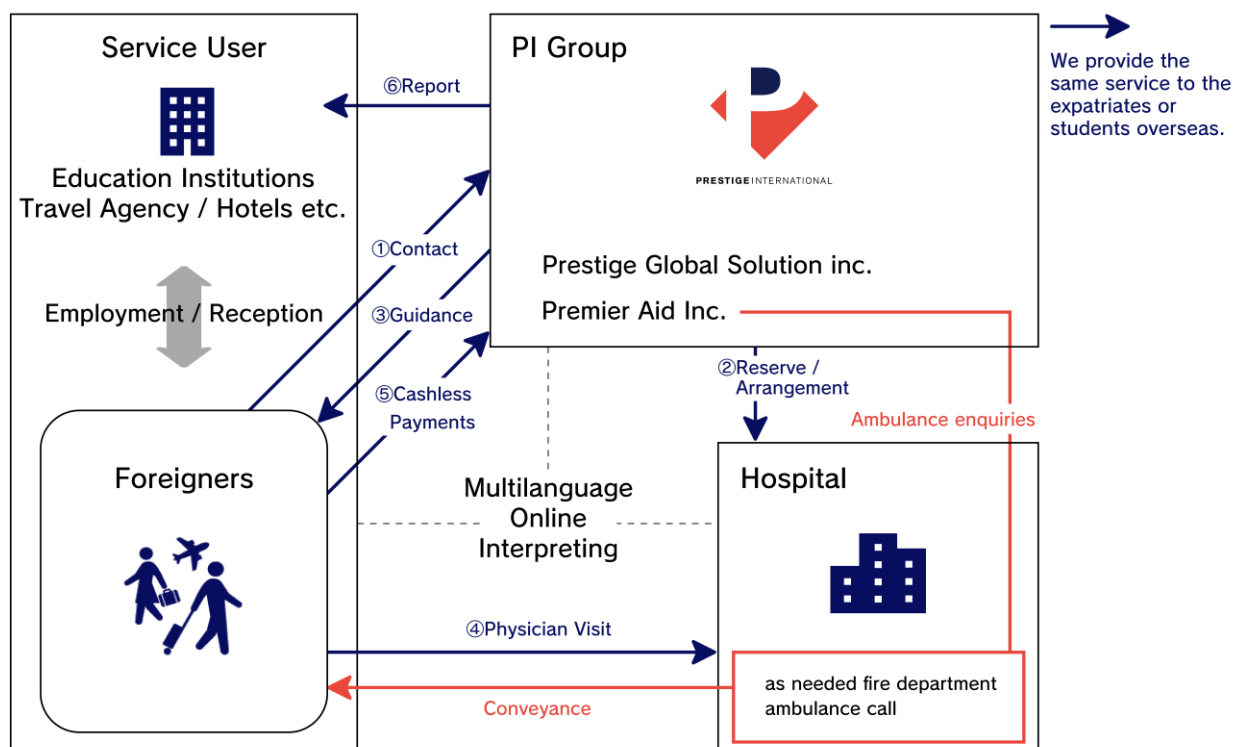 Service User
Education Institutions
Travel Agency / Hotels etc.
Employment / Reception
Foreigners
⑥Report
①Contact
③Guidance
⑤Cashless
Payments
PI Group
PRESTIGE INTERNATIONAL
Prestige Global Solution inc.
Premier Aid Inc.
We provide the
same service to the
expatriates or
students overseas.
②Reserve /
Arrangement
Ambulance enquiries
Multilanguage
Online
Interpreting
Hospital
④Physician Visit
Conveyance
as needed fire department
ambulance call